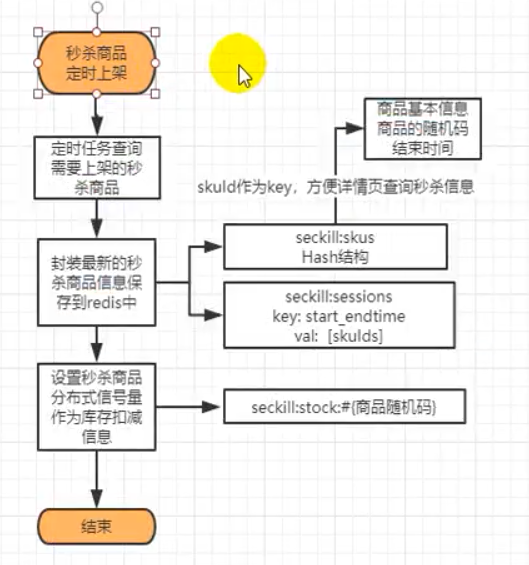 秒杀商品
定时上架
商品基本信息
商品的随机码
结束时间
定时任务查询
需要上架的秒
杀商品
skuId作为key，方便详情页查询秒杀信息
seckill:skus
Hash结构
封装最新的秒
杀商品信息保
存到redis中
seckill:sessions
key: start_endtime
val: [skuIds]
设置秒杀商品
分布式信号量
作为库存扣减
信息
seckill:stock:#{商品随机码}
结束